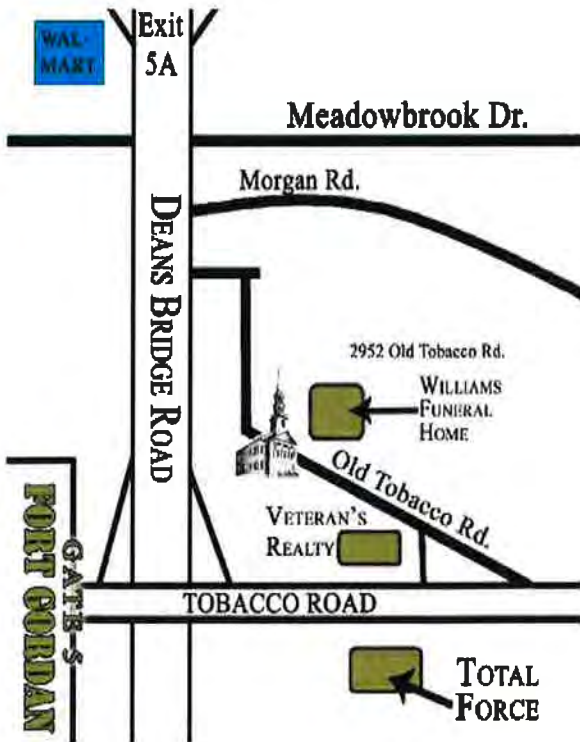 WAL-
MART
Exit
5A
Meadowbrook Dr.
Morgan Rd.
DEANS BRIDGE ROAD
2952 Old Tobacco Rd.
WILLIAMS
FUNERAL
HOME
Old Tobacco Rd.
VETERAN'S
REALTY
GATE 5
FORT GORDAN
TOBACCO ROAD
TOTAL
FORCE